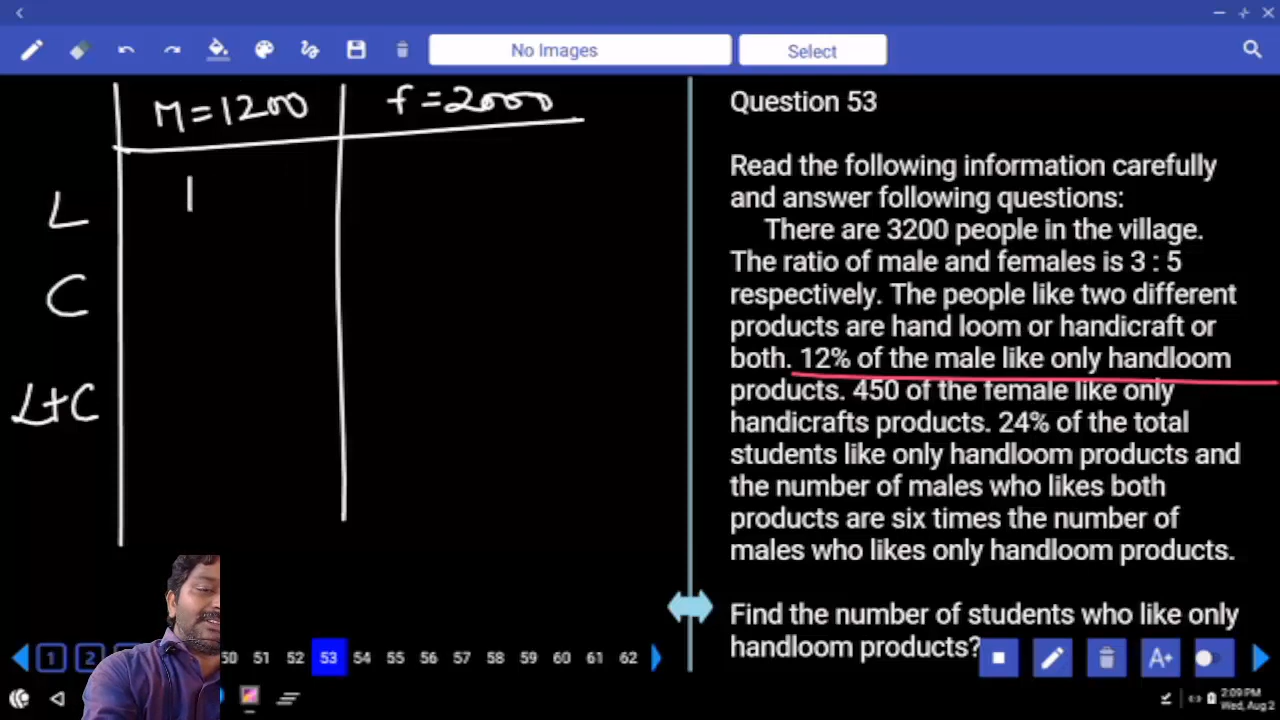 No Images
Select
M=1200
f=2000
1
L
C
L+C
Question 53
Read the following information carefully
and answer following questions:
There are 3200 people in the village.
The ratio of male and females is 3 : 5
respectively. The people like two different
products are hand loom or handicraft or
both. 12% of the male like only handloom
products. 450 of the female like only
handicrafts products. 24% of the total
students like only handloom products and
the number of males who likes both
products are six times the number of
males who likes only handloom products.
Find the number of students who like only
handloom products?
A+
1 2 50 51 52 53 54 55 56 57 58 59 60 61 62
2:09 PM
Wed, Aug 2